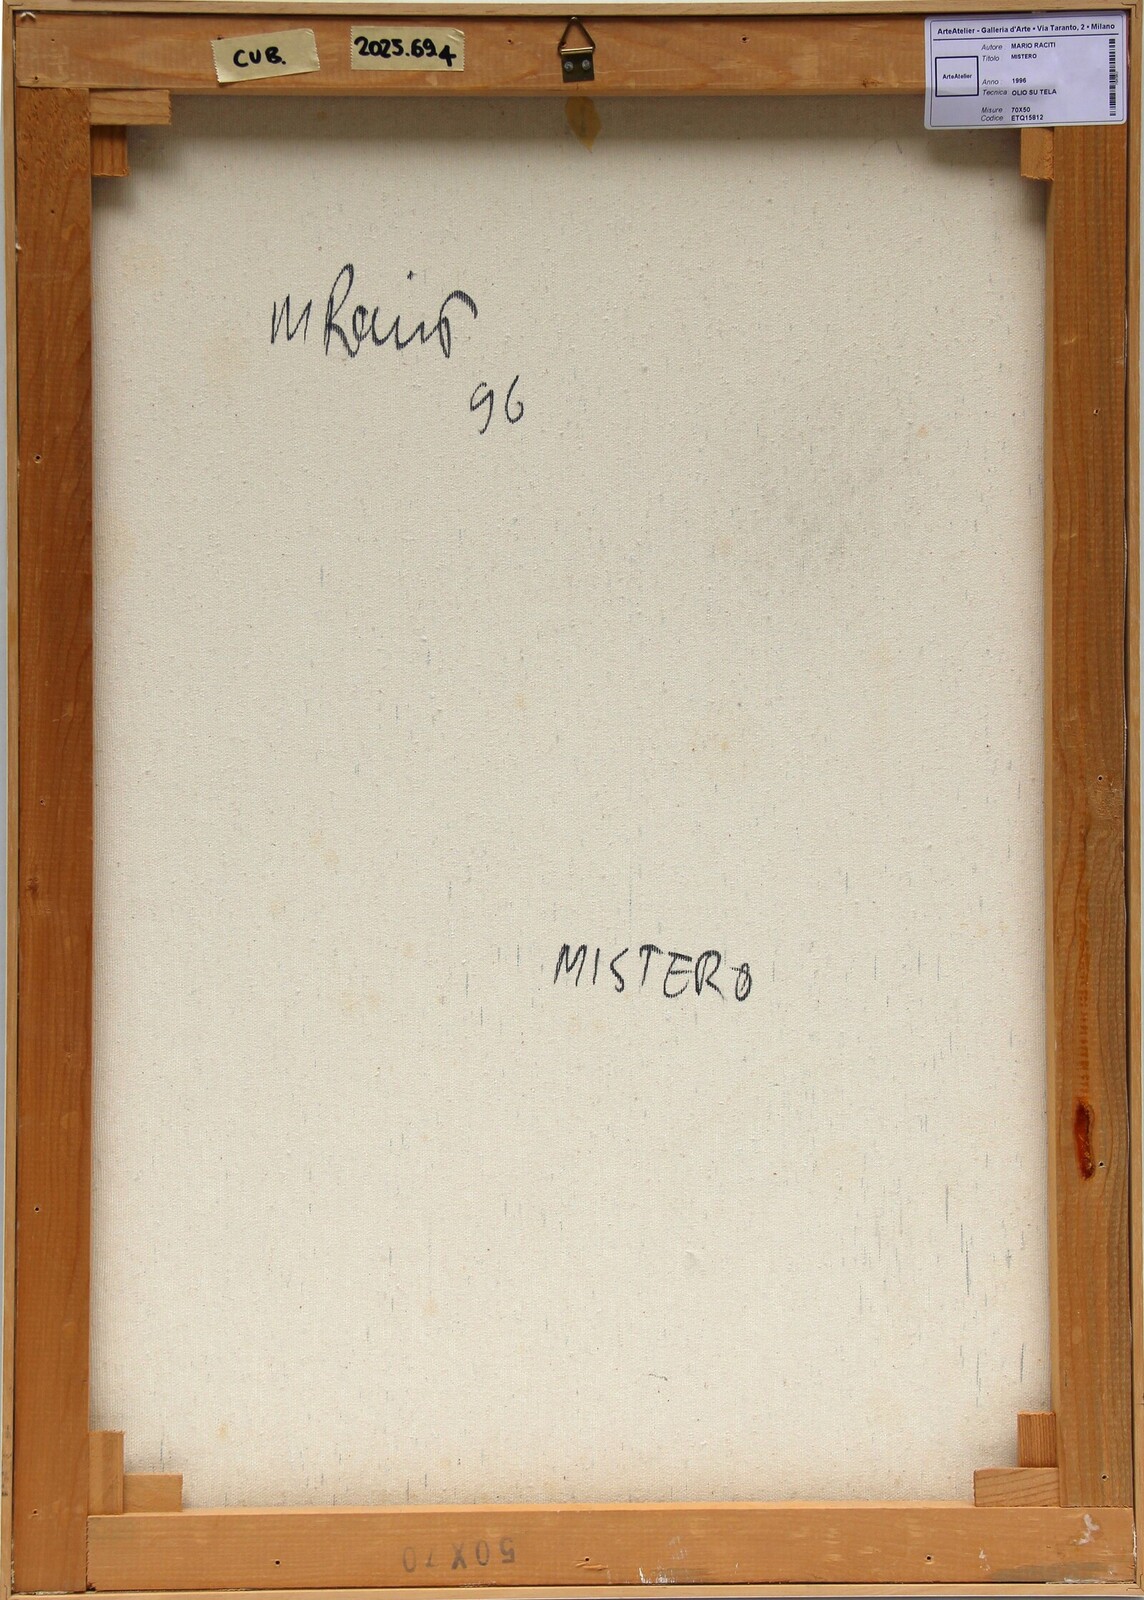 CUB.
2025.694
ArteAtelier - Galleria d'Arte • Via Taranto, 2 • Milano
ArteAtelier
Autore MARIO RACITI
Titolo MISTERO
Anno 1996
Tecnica OLIO SU TELA
Misure 70X50
Codice ETQ15812
M Raciti
96
MISTERO
50X70